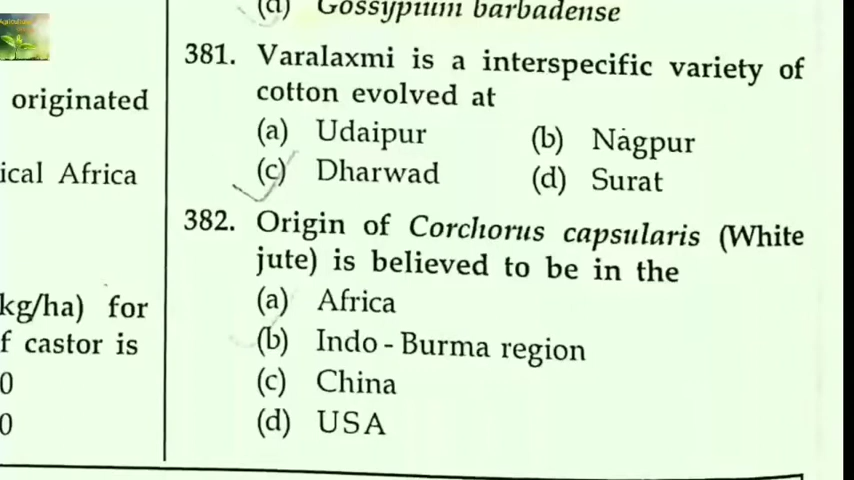 (d) Gossypium barbadense
originated
ical Africa
kg/ha) for
f castor is
0
0
381. Varalaxmi is a interspecific variety of
cotton evolved at
(a) Udaipur (b) Nagpur
(c) Dharwad (d) Surat
382. Origin of Corchorus capsularis (White
jute) is believed to be in the
(a) Africa
(b) Indo - Burma region
(c) China
(d) USA